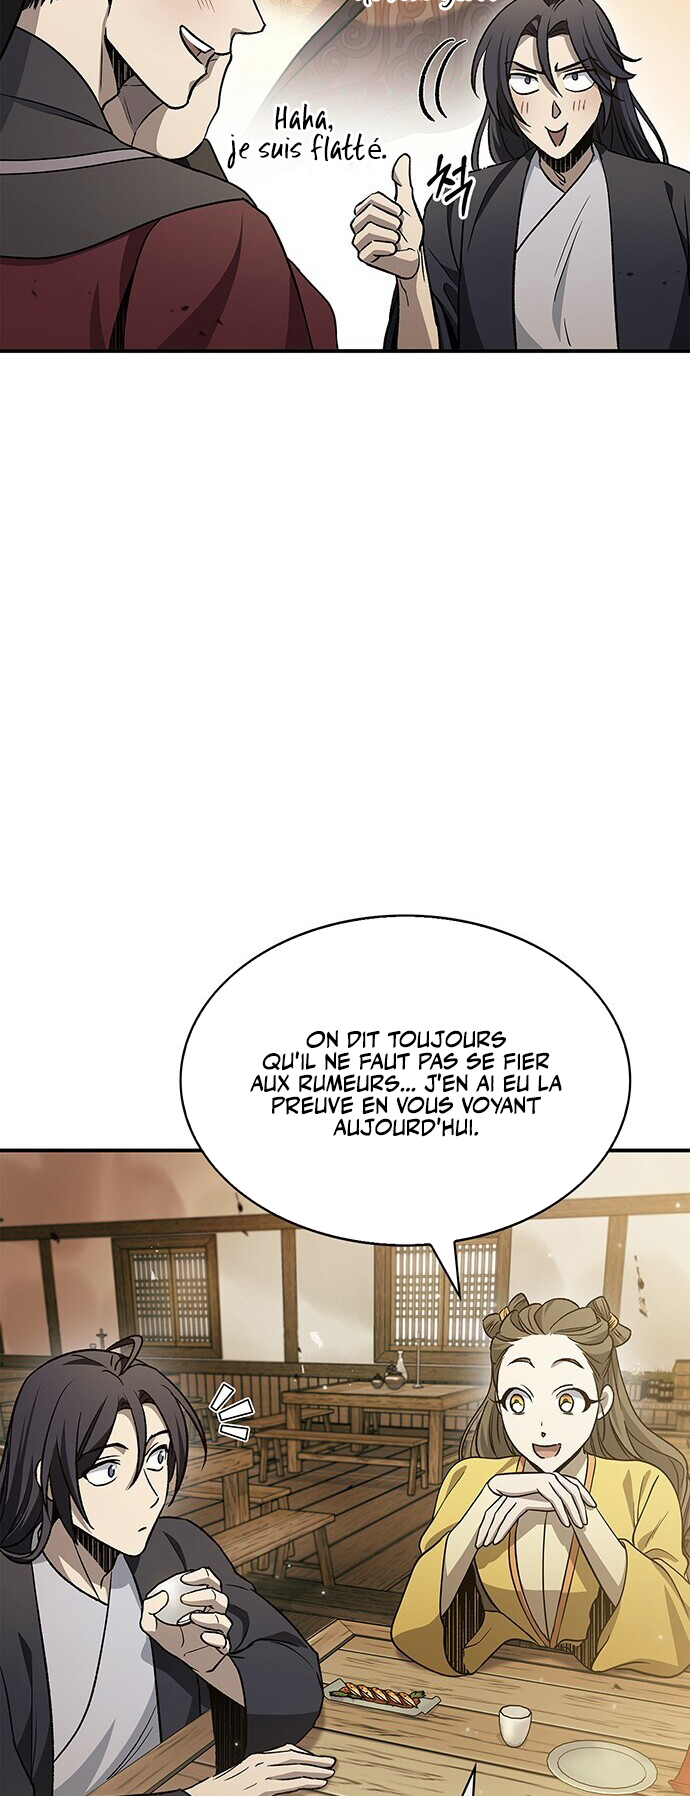 Haha,
je suis flatté.
척
ON DIT TOUJOURS
QU'IL NE FAUT PAS SE FIER
AUX RUMEURS... J'EN AI EU LA
PREUVE EN VOUS VOYANT
AUJOURD'HUI.